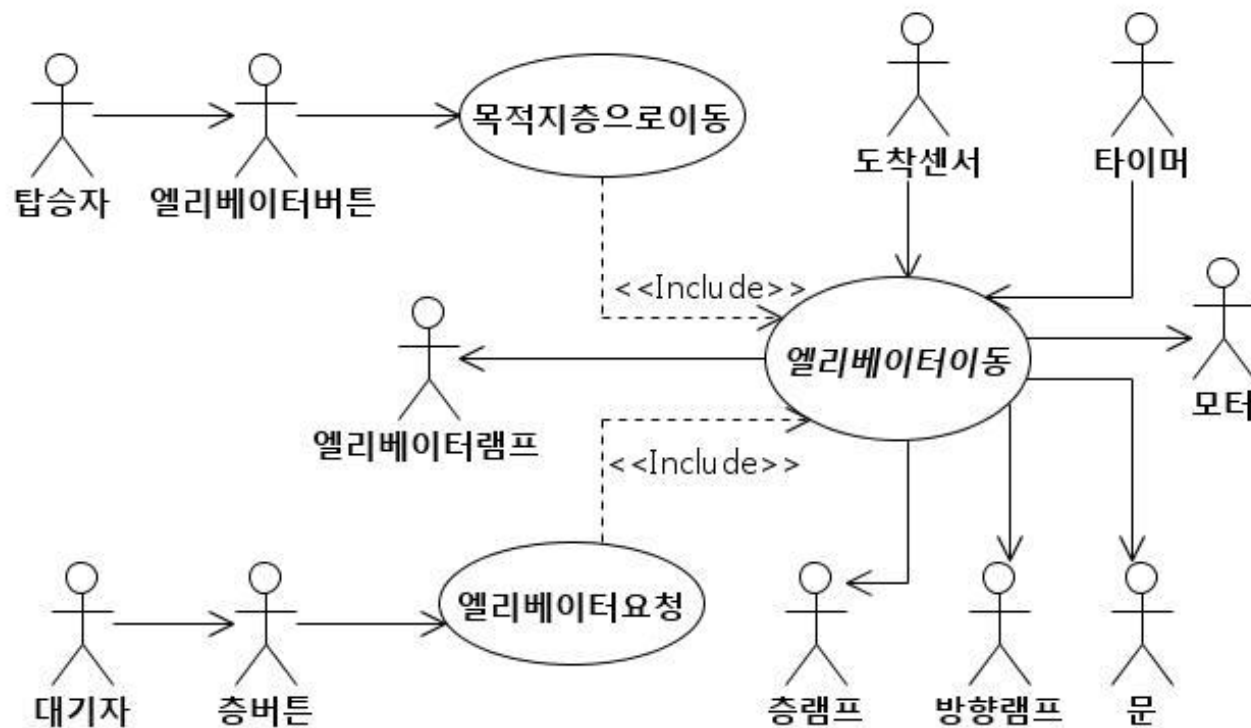 목적지층으로이동
도착센서
타이머
탑승자
엘리베이터버튼
<<Include>>
엘리베이터이동
모터
엘리베이터램프
<<Include>>
엘리베이터요청
대기자
층버튼
층램프
방향램프
문